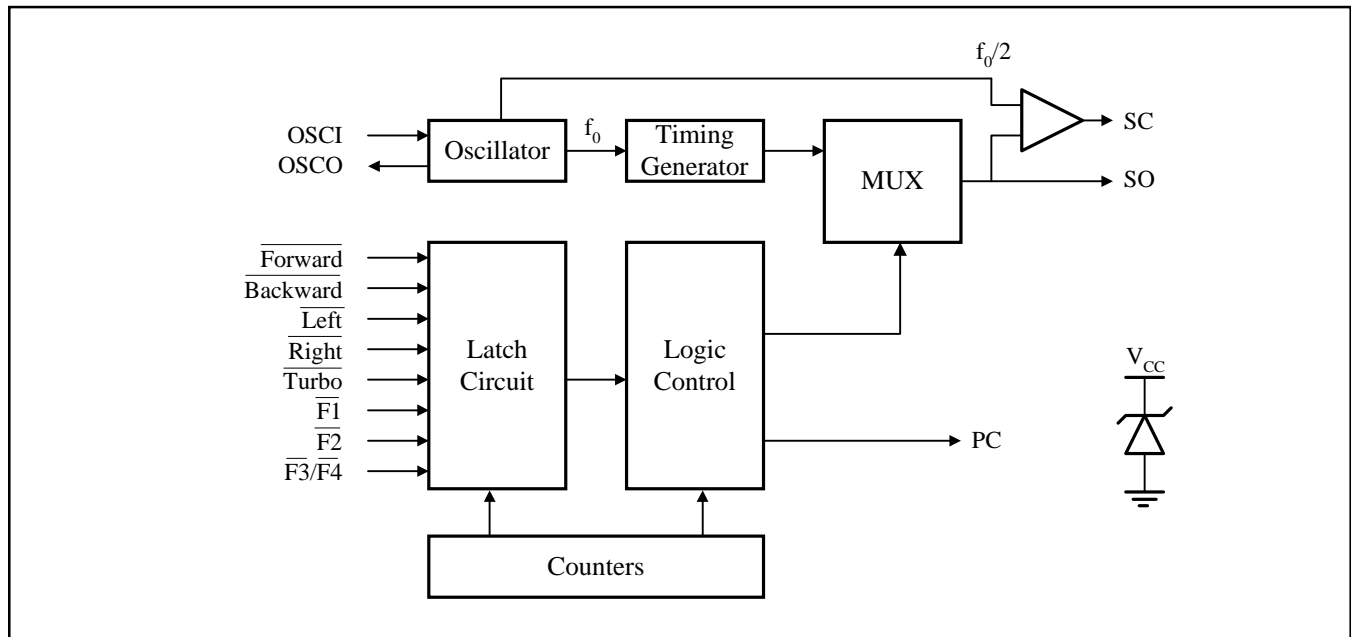 f0/2
OSCI
OSCO
Oscillator
f0
Timing
Generator
MUX
SC
SO
Forward
Backward
Left
Right
Turbo
F1
F2
F3/F4
Latch
Circuit
Logic
Control
PC
VCC
Counters